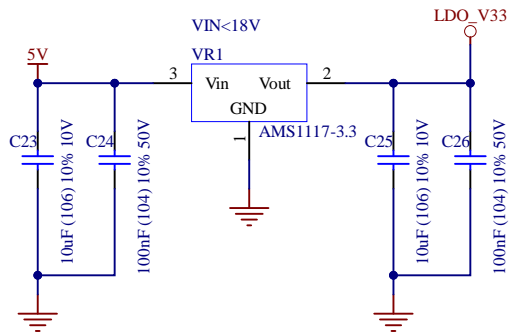 LDO_V33
VIN<18V
5V
VR1
3
Vin
Vout
2
GND
1
AMS1117-3.3
C23
10uF (106) 10% 10V
C24
100nF (104) 10% 50V
C25
10uF (106) 10% 10V
C26
100nF (104) 10% 50V